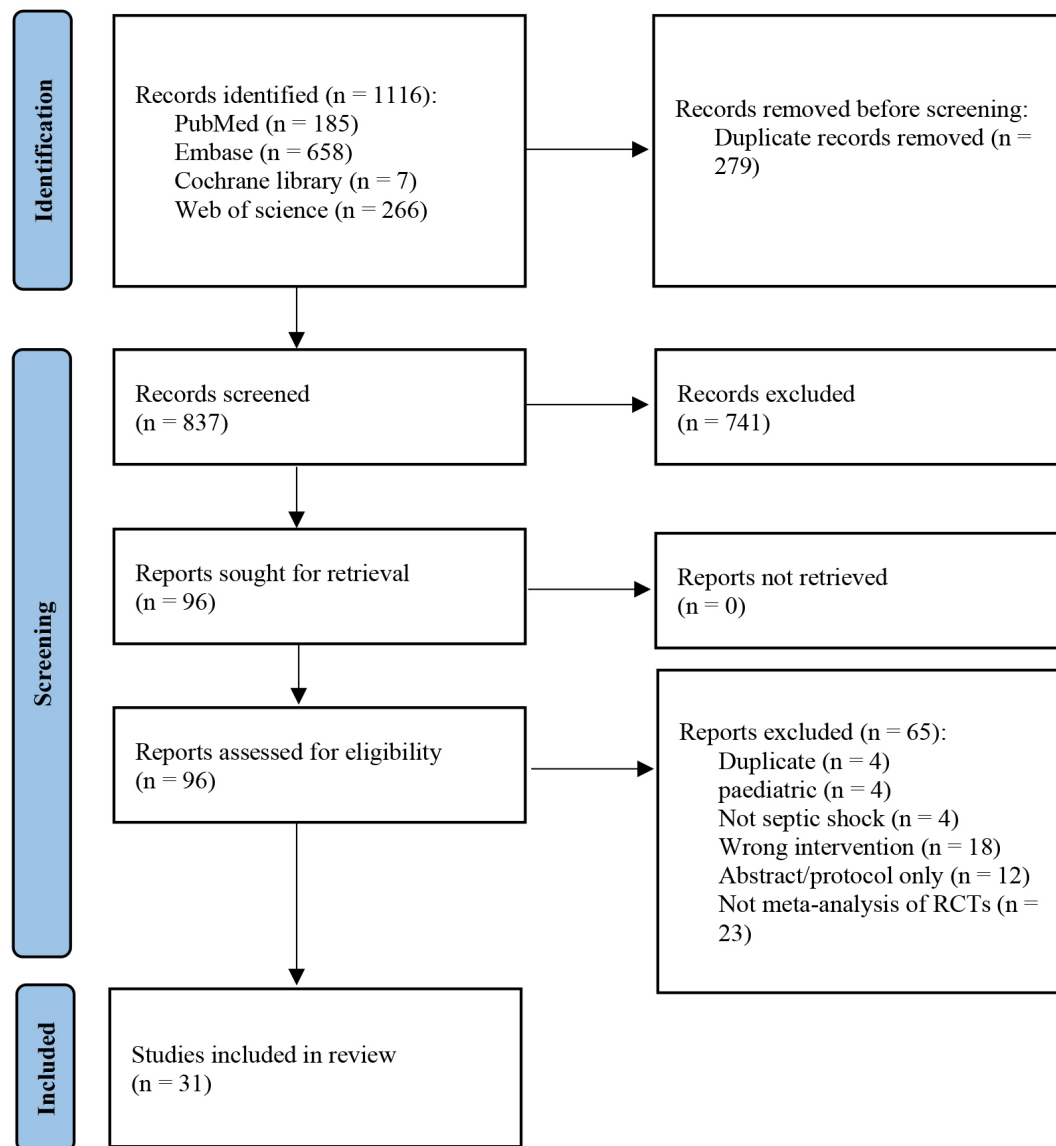 Identification
Records identified (n = 1116):
PubMed (n = 185)
Embase (n = 658)
Cochrane library (n = 7)
Web of science (n = 266)
Records removed before screening:
Duplicate records removed (n =
279)
Screening
Records screened
(n = 837)
Records excluded
(n = 741)
Reports sought for retrieval
(n = 96)
Reports not retrieved
(n = 0)
Reports assessed for eligibility
(n = 96)
Reports excluded (n = 65):
Duplicate (n = 4)
paediatric (n = 4)
Not septic shock (n = 4)
Wrong intervention (n = 18)
Abstract/protocol only (n = 12)
Not meta-analysis of RCTs (n =
23)
Included
Studies included in review
(n = 31)